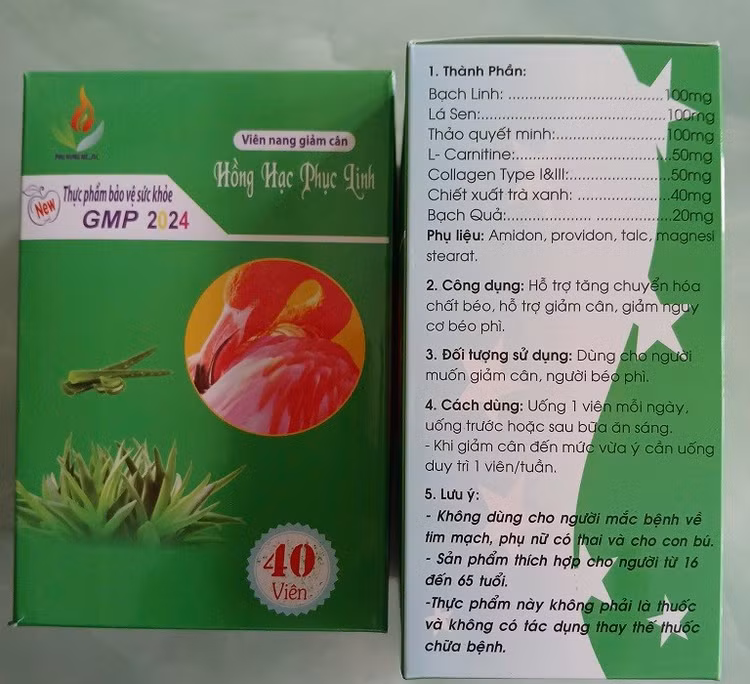 Viên nang giảm cân
Hồng Hạc Phục Linh
New
Thực phẩm bảo vệ sức khỏe
GMP 2024
40
Viên
1. Thành Phần:
Bạch Linh: ......................................100mg
Lá Sen:.............................................100mg
Thảo quyết minh:...........................100mg
L- Carnitine:.....................................50mg
Collagen Type I&III:.........................50mg
Chiết xuất trà xanh:.........................40mg
Bạch Quả:..................... ...................20mg
Phụ liệu: Amidon, providon, talc, magnesi
stearat.
2. Công dụng: Hỗ trợ tăng chuyển hóa
chất béo, hỗ trợ giảm cân, giảm nguy
cơ béo phì.
3. Đối tượng sử dụng: Dùng cho người
muốn giảm cân, người béo phì.
4. Cách dùng: Uống 1 viên mỗi ngày,
uống trước hoặc sau bữa ăn sáng.
- Khi giảm cân đến mức vừa ý cần uống
duy trì 1 viên/tuần.
5. Lưu ý:
- Không dùng cho người mắc bệnh về
tim mạch, phụ nữ có thai và cho con bú.
- Sản phẩm thích hợp cho người từ 16
đến 65 tuổi.
-Thực phẩm này không phải là thuốc
và không có tác dụng thay thế thuốc
chữa bệnh.